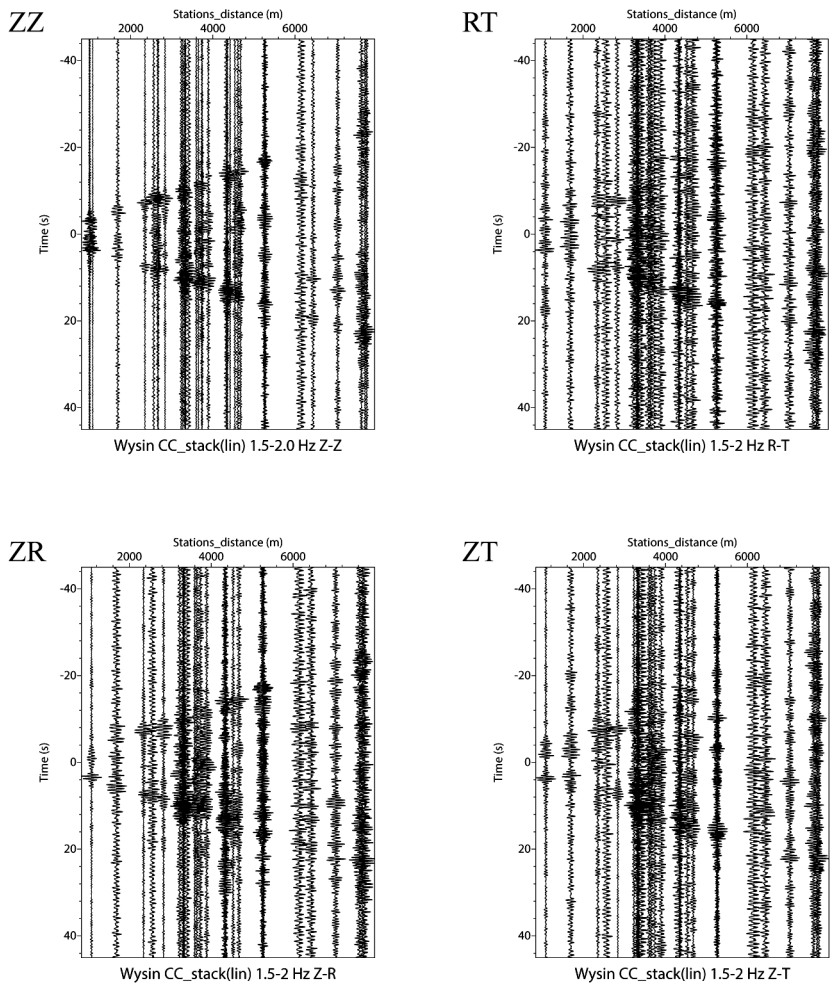 ZZ
Stations_distance (m)
2000 4000 6000
-40
-20
0
20
40
Time (s)
Wysin CC_stack(lin) 1.5-2.0 Hz Z-Z
RT
Stations_distance (m)
2000 4000 6000
-40
-20
0
20
40
Time (s)
Wysin CC_stack(lin) 1.5-2 Hz R-T
ZR
Stations_distance (m)
2000 4000 6000
-40
-20
0
20
40
Time (s)
Wysin CC_stack(lin) 1.5-2 Hz Z-R
ZT
Stations_distance (m)
2000 4000 6000
-40
-20
0
20
40
Time (s)
Wysin CC_stack(lin) 1.5-2 Hz Z-T